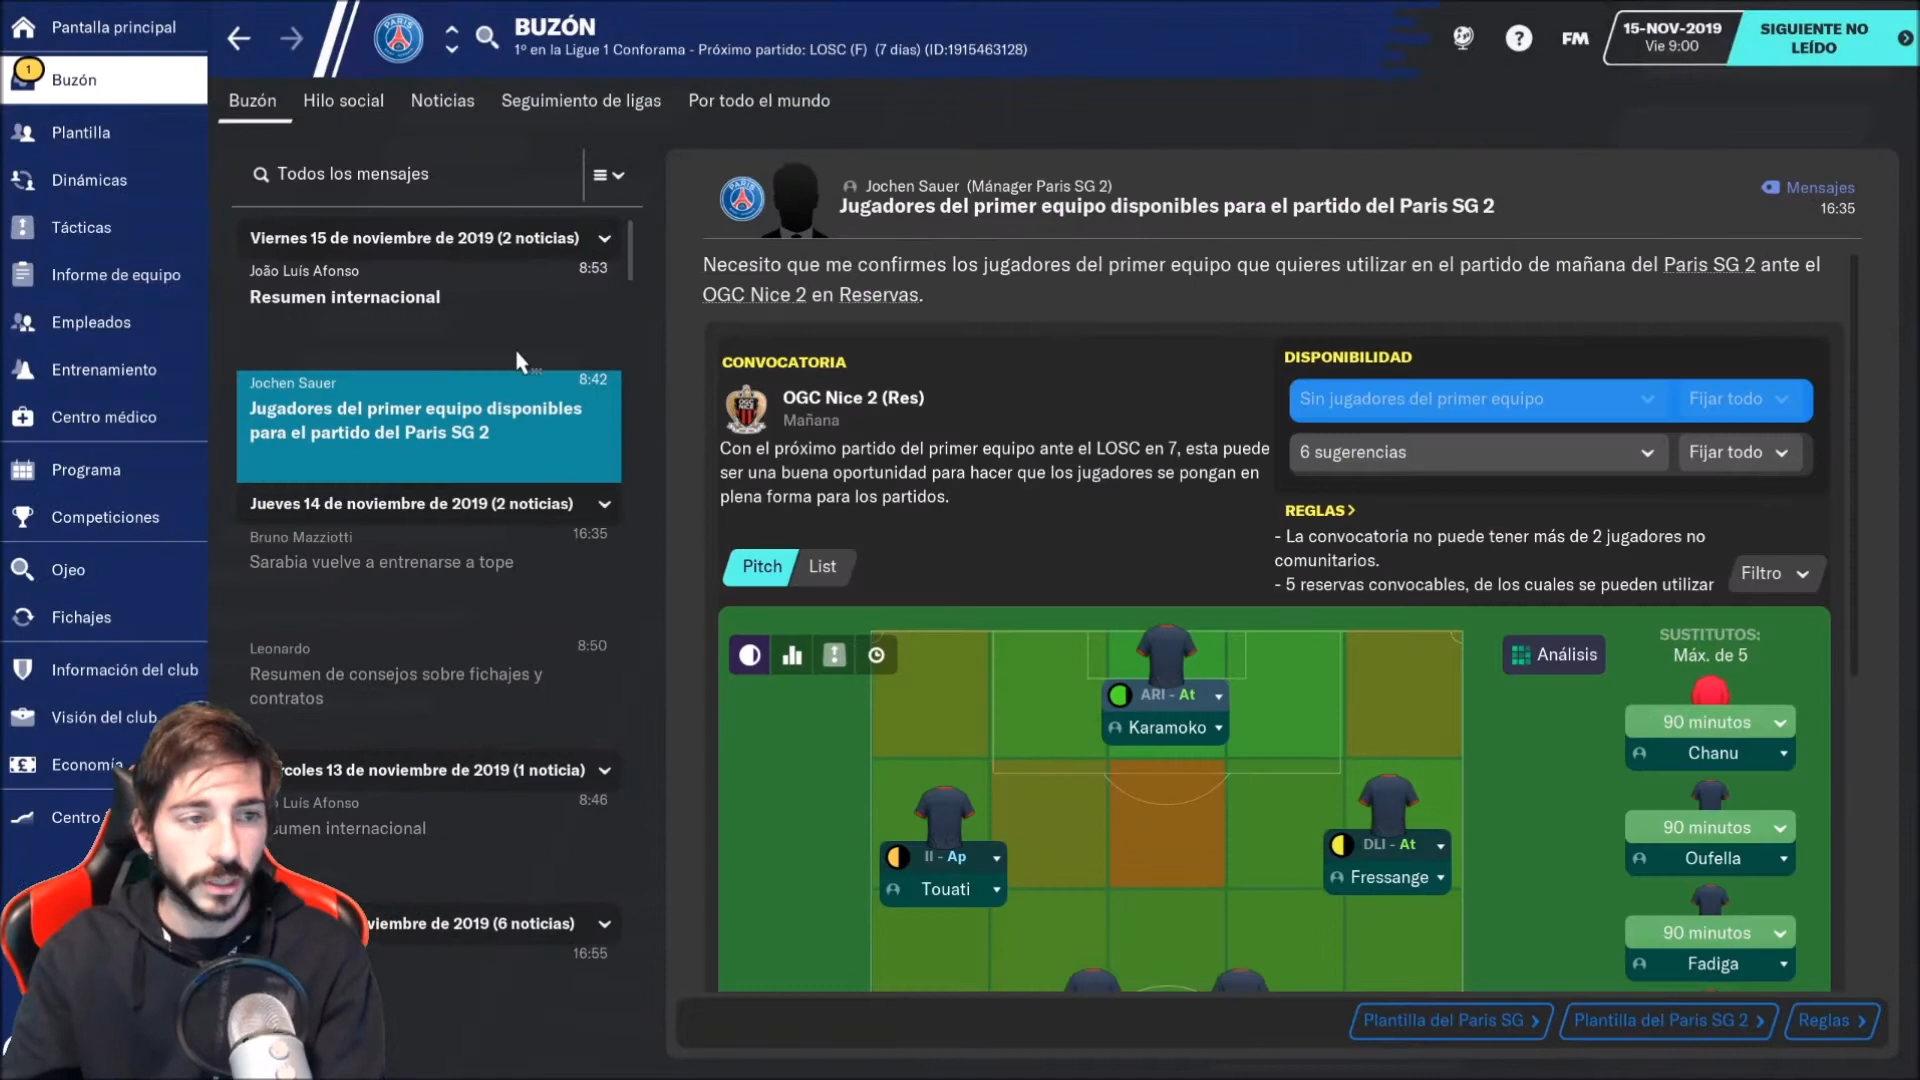 Pantalla principal
1
Buzón
Plantilla
Dinámicas
Tácticas
Informe de equipo
Empleados
Entrenamiento
Centro médico
Programa
Competiciones
Ojeo
Fichajes
Información del club
Visión del club
Economía
Centro
PARIS
BUZÓN
1º en la Ligue 1 Conforama - Próximo partido: LOSC (F) (7 días) (ID:1915463128)
?
FM
15-NOV-2019
Vie 9:00
SIGUIENTE NO
LEÍDO
Buzón
Hilo social
Noticias
Seguimiento de ligas
Por todo el mundo
Todos los mensajes
Viernes 15 de noviembre de 2019 (2 noticias)
João Luís Afonso
8:53
Resumen internacional
Jochen Sauer
8:42
Jugadores del primer equipo disponibles
para el partido del Paris SG 2
Jueves 14 de noviembre de 2019 (2 noticias)
Bruno Mazziotti
16:35
Sarabia vuelve a entrenarse a tope
Leonardo
8:50
Resumen de consejos sobre fichajes y
contratos
rcoles 13 de noviembre de 2019 (1 noticia)
Luís Afonso
8:46
sumen internacional
viembre de 2019 (6 noticias)
16:55
PARIS
Jochen Sauer (Mánager Paris SG 2)
Jugadores del primer equipo disponibles para el partido del Paris SG 2
Mensajes
16:35
Necesito que me confirmes los jugadores del primer equipo que quieres utilizar en el partido de mañana del Paris SG 2 ante el
OGC Nice 2 en Reservas.
CONVOCATORIA
OGC Nice 2 (Res)
Mañana
Con el próximo partido del primer equipo ante el LOSC en 7, esta puede
ser una buena oportunidad para hacer que los jugadores se pongan en
plena forma para los partidos.
DISPONIBILIDAD
Sin jugadores del primer equipo
Fijar todo
6 sugerencias
Fijar todo
REGLAS>
- La convocatoria no puede tener más de 2 jugadores no
comunitarios.
- 5 reservas convocables, de los cuales se pueden utilizar
Filtro
Pitch
List
Análisis
ARI - At
Karamoko
II - Ap
Touati
DLI - At
Fressange
SUSTITUTOS:
Máx. de 5
90 minutos
Chanu
90 minutos
Oufella
90 minutos
Fadiga
Plantilla del Paris SG >
Plantilla del Paris SG 2 >
Reglas >